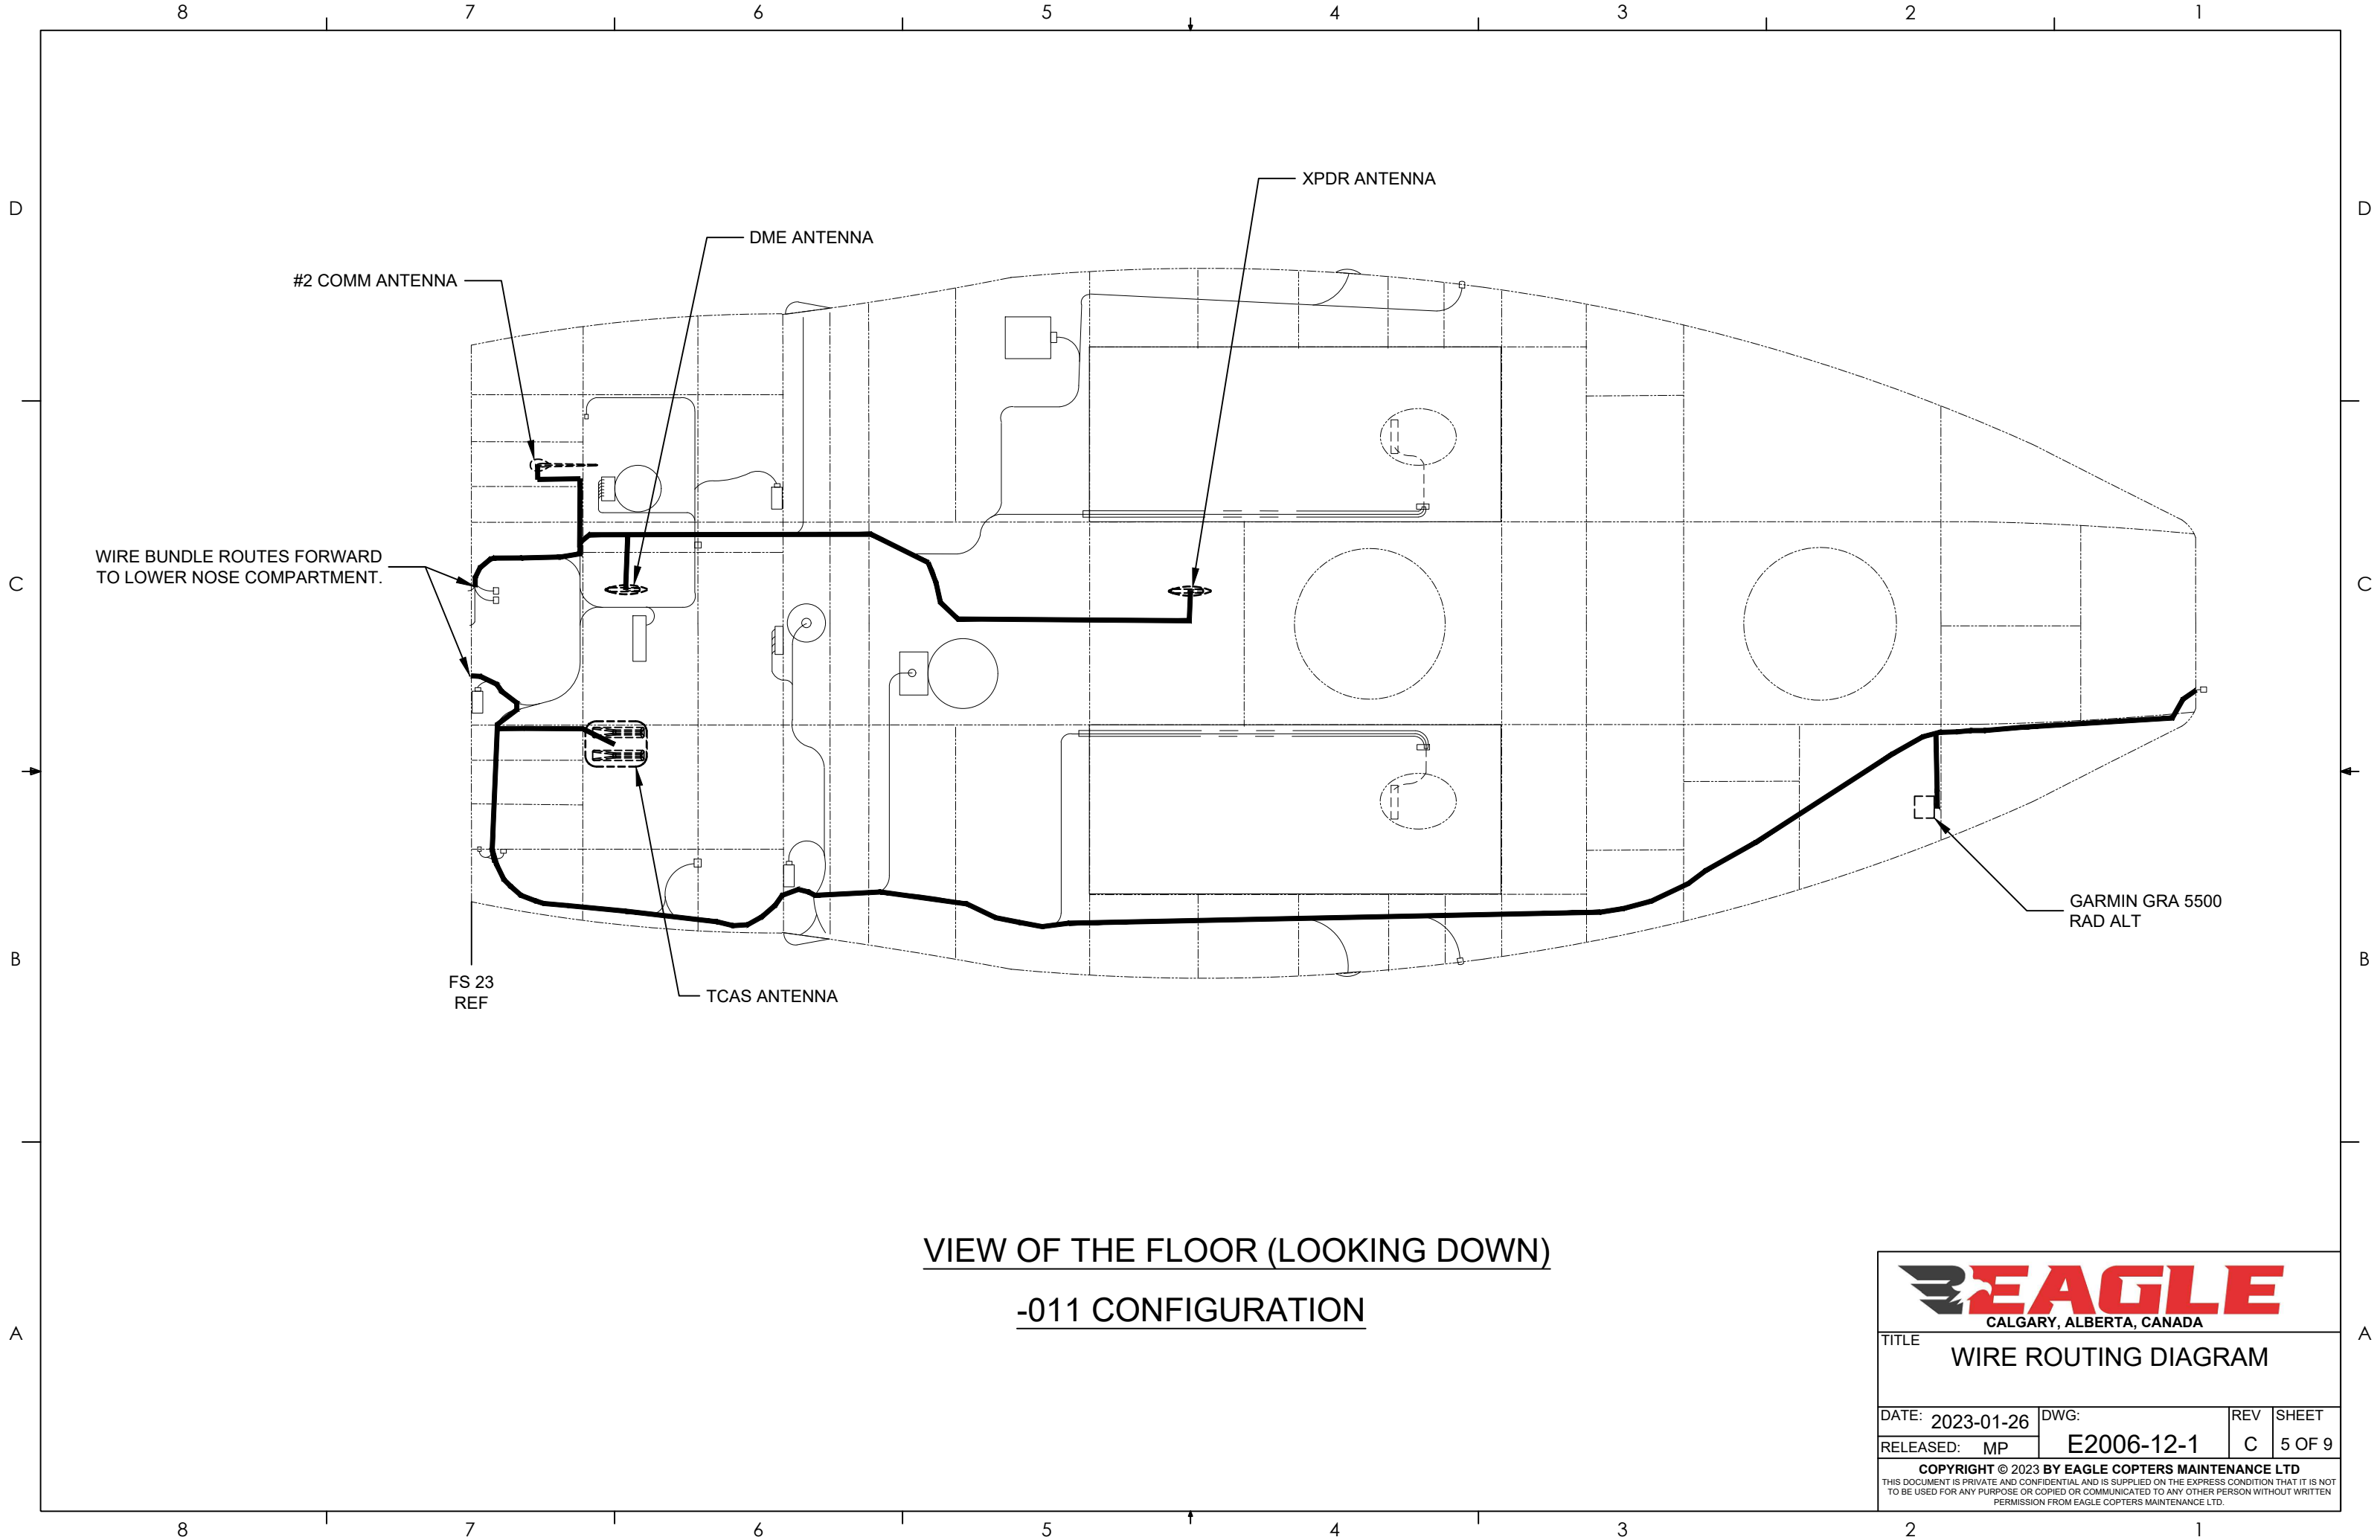 8 7 6 5 4 3 2 1
D D
XPDR ANTENNA
DME ANTENNA
#2 COMM ANTENNA
WIRE BUNDLE ROUTES FORWARD
TO LOWER NOSE COMPARTMENT.
C C
GARMIN GRA 5500
RAD ALT
B B
FS 23
REF
TCAS ANTENNA
VIEW OF THE FLOOR (LOOKING DOWN)
-011 CONFIGURATION
A A
EAGLE
CALGARY, ALBERTA, CANADA
TITLE
WIRE ROUTING DIAGRAM
DATE: 2023-01-26 DWG: REV SHEET
RELEASED: MP E2006-12-1 C 5 OF 9
COPYRIGHT © 2023 BY EAGLE COPTERS MAINTENANCE LTD
THIS DOCUMENT IS PRIVATE AND CONFIDENTIAL AND IS SUPPLIED ON THE EXPRESS CONDITION THAT IT IS NOT
TO BE USED FOR ANY PURPOSE OR COPIED OR COMMUNICATED TO ANY OTHER PERSON WITHOUT WRITTEN
PERMISSION FROM EAGLE COPTERS MAINTENANCE LTD.
8 7 6 5 4 3 2 1